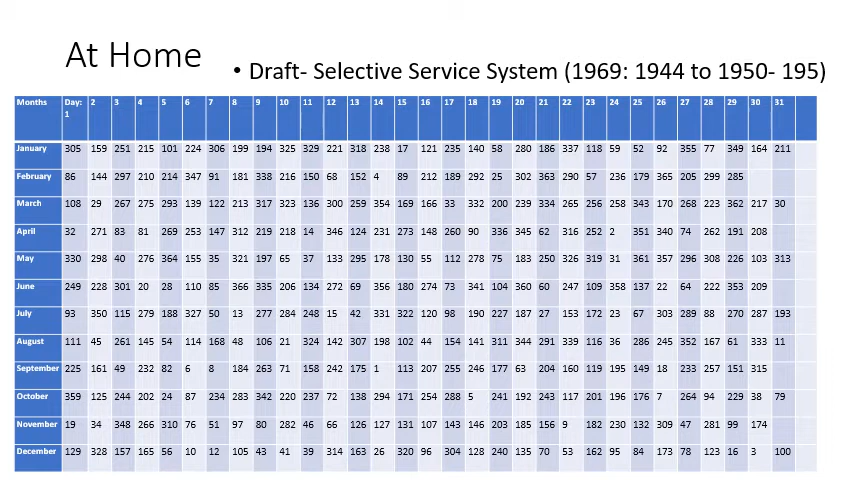 At Home
• Draft- Selective Service System (1969: 1944 to 1950- 195)
Months Day: 1 2 3 4 5 6 7 8 9 10 11 12 13 14 15 16 17 18 19 20 21 22 23 24 25 26 27 28 29 30 31
January 305 159 251 215 101 224 306 199 194 325 329 221 318 238 17 121 235 140 58 280 186 337 118 59 52 92 355 77 349 164 211
February 86 144 297 210 214 347 91 181 338 216 150 68 152 4 89 212 189 292 25 302 363 290 57 236 179 365 205 299 285
March 108 29 267 275 293 139 122 213 317 323 136 300 259 354 169 166 33 332 200 239 334 265 256 258 343 170 268 223 362 217 30
April 32 271 83 81 269 253 147 312 219 218 14 346 124 231 273 148 260 90 336 345 62 316 252 2 351 340 74 262 191 208
May 330 298 40 276 364 155 35 321 197 65 37 133 295 178 130 55 112 278 75 183 250 326 319 31 361 357 296 308 226 103 313
June 249 228 301 20 28 110 85 366 335 206 134 272 69 356 180 274 73 341 104 360 60 247 109 358 137 22 64 222 353 209
July 93 350 115 279 188 327 50 13 277 284 248 15 42 331 322 120 98 190 227 187 27 153 172 23 67 303 289 88 270 287 193
August 111 45 261 145 54 114 168 48 106 21 324 142 307 198 102 44 154 141 311 344 291 339 116 36 286 245 352 167 61 333 11
September 225 161 49 232 82 6 8 184 263 71 158 242 175 1 113 207 255 246 177 63 204 160 119 195 149 18 233 257 151 315
October 359 125 244 202 24 87 234 283 342 220 237 72 138 294 171 254 288 5 241 192 243 117 201 196 176 7 264 94 229 38 79
November 19 34 348 266 310 76 51 97 80 282 46 66 126 127 131 107 143 146 203 185 156 9 182 230 132 309 47 281 99 174
December 129 328 157 165 56 10 12 105 43 41 39 314 163 26 320 96 304 128 240 135 70 53 162 95 84 173 78 123 16 3 100